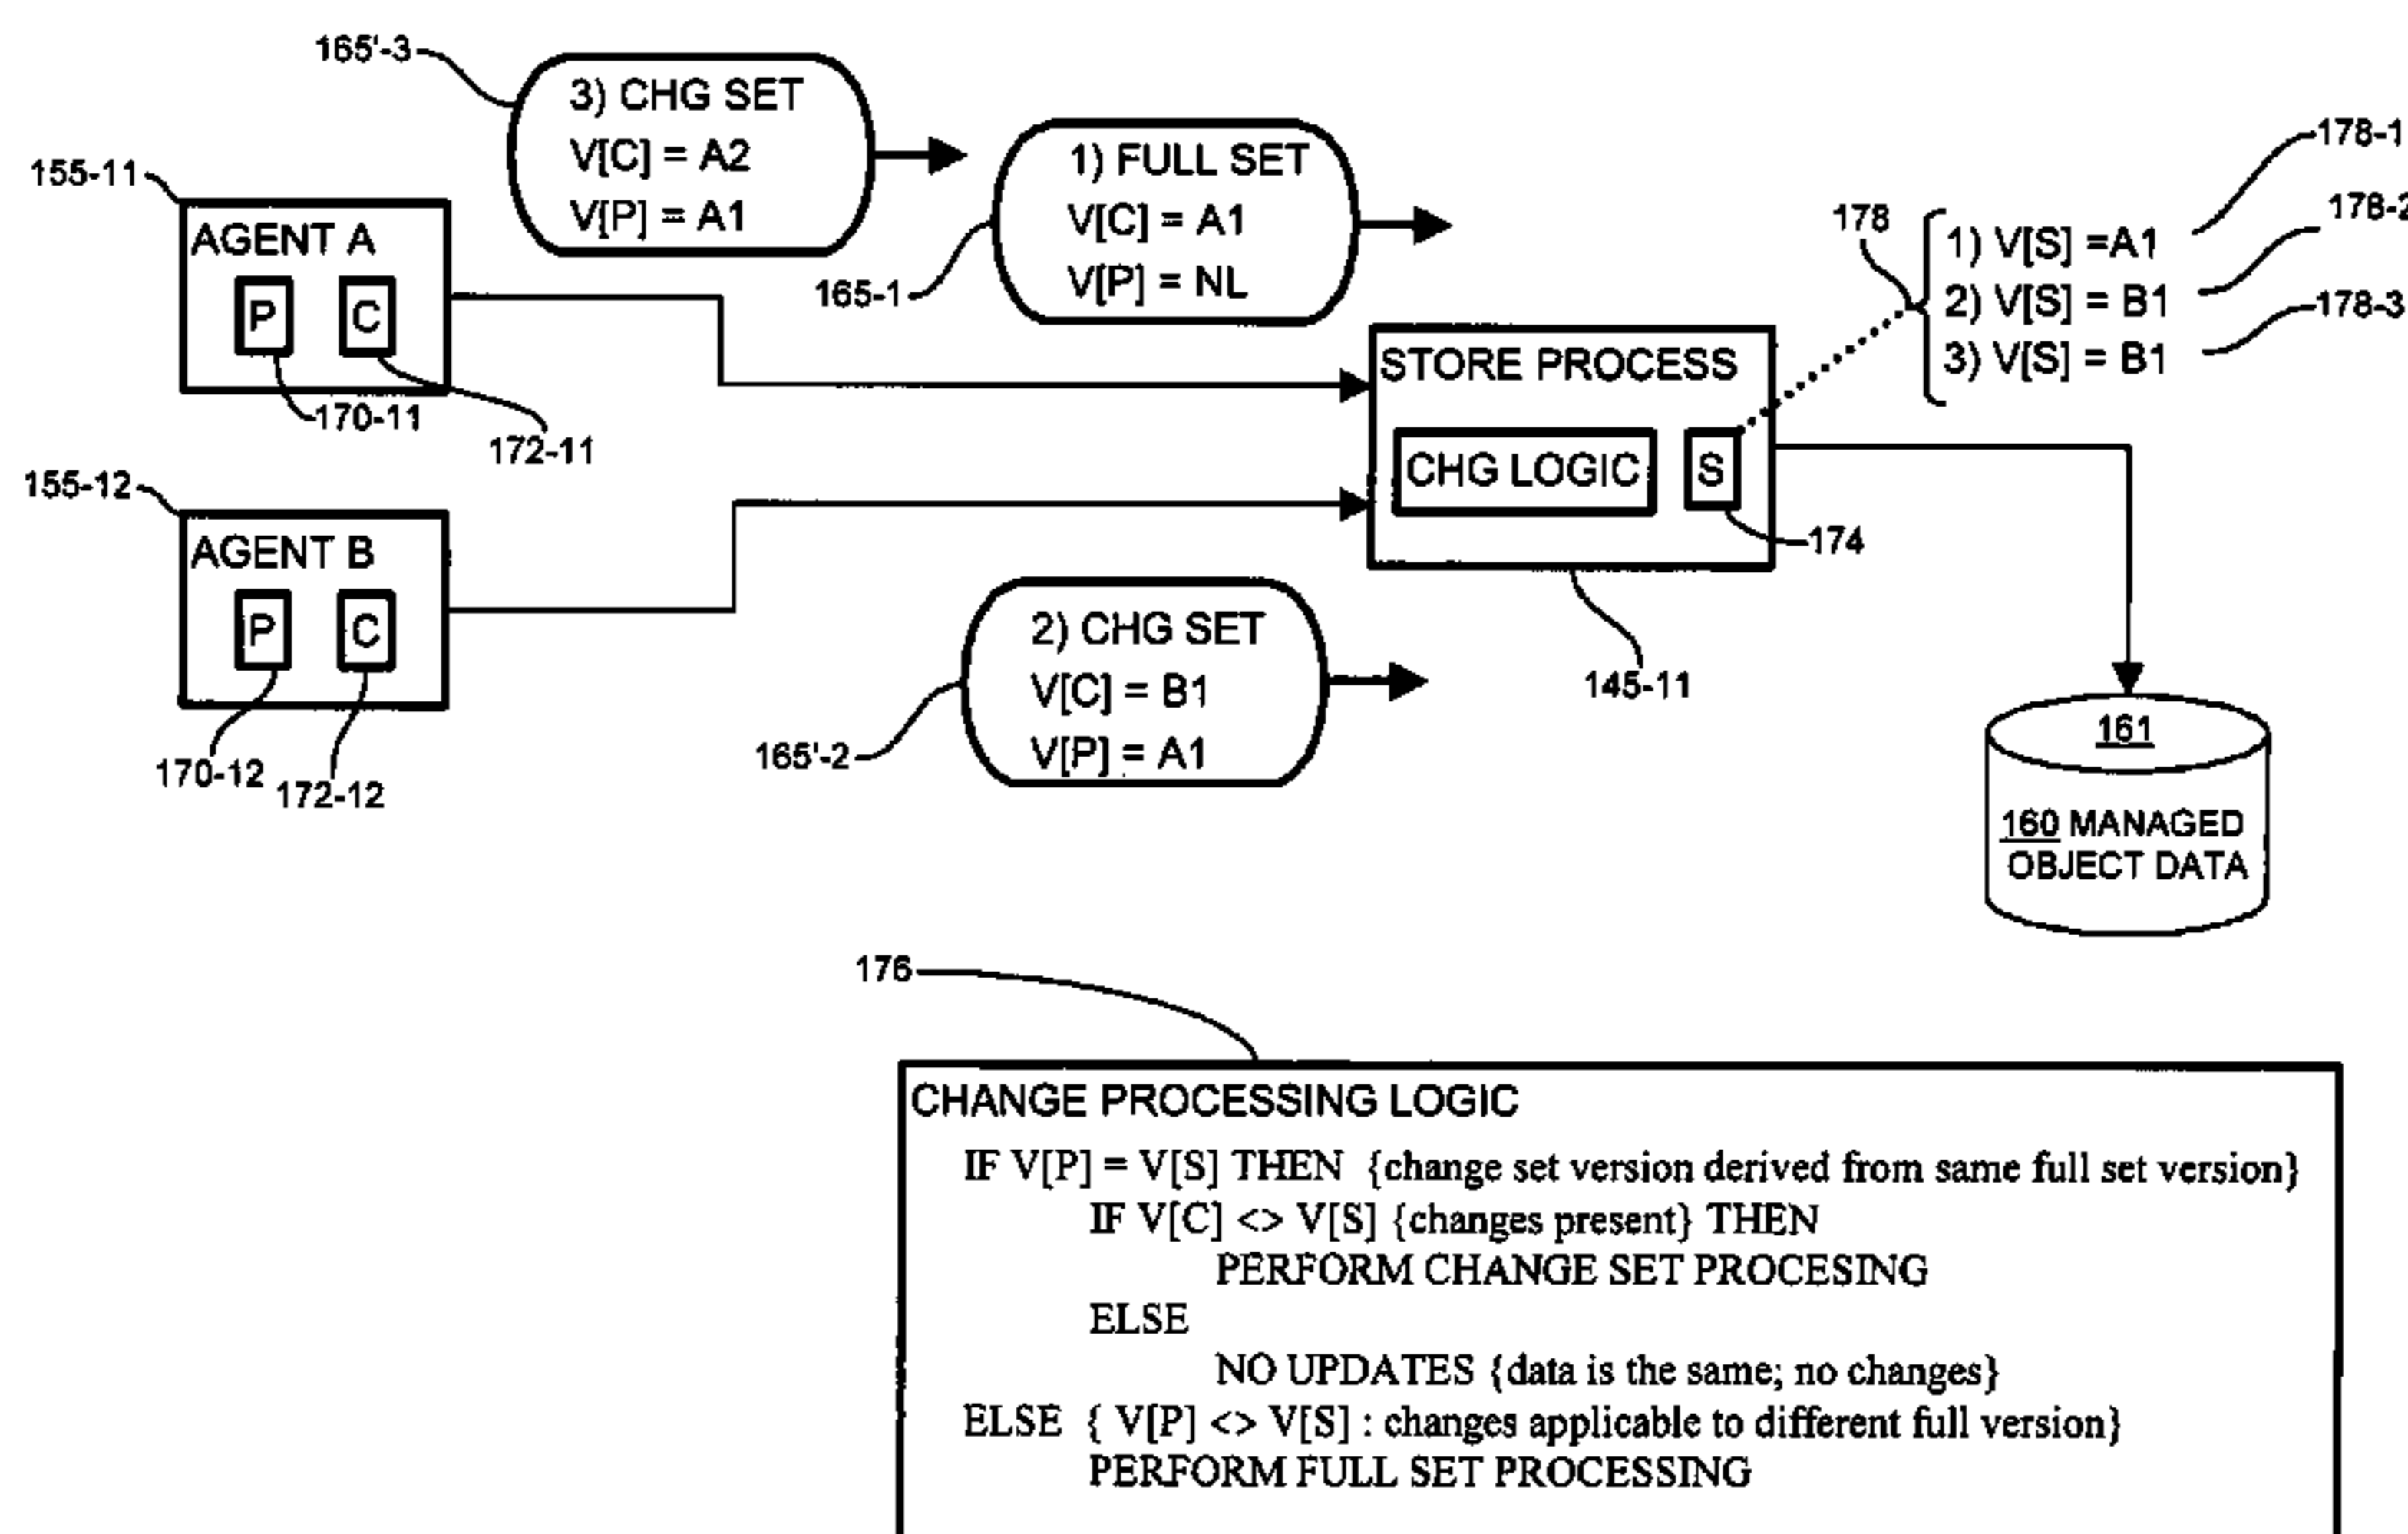 165'-3
3) CHG SET
V[C] = A2
V[P] = A1
1) FULL SET
V[C] = A1
V[P] = NL
165-1
178-1
178-2
178-3
178
1) V[S] =A1
2) V[S] = B1
3) V[S] = B1
155-11
AGENT A
P
C
170-11
172-11
STORE PROCESS
CHG LOGIC
S
174
145-11
155-12
AGENT B
P
C
170-12
172-12
2) CHG SET
V[C] = B1
V[P] = A1
165'-2
161
160 MANAGED
OBJECT DATA
176
CHANGE PROCESSING LOGIC
IF V[P] = V[S] THEN {change set version derived from same full set version}
IF V[C] <> V[S] {changes present} THEN
PERFORM CHANGE SET PROCESING
ELSE
NO UPDATES {data is the same; no changes}
ELSE { V[P] <> V[S] : changes applicable to different full version}
PERFORM FULL SET PROCESSING